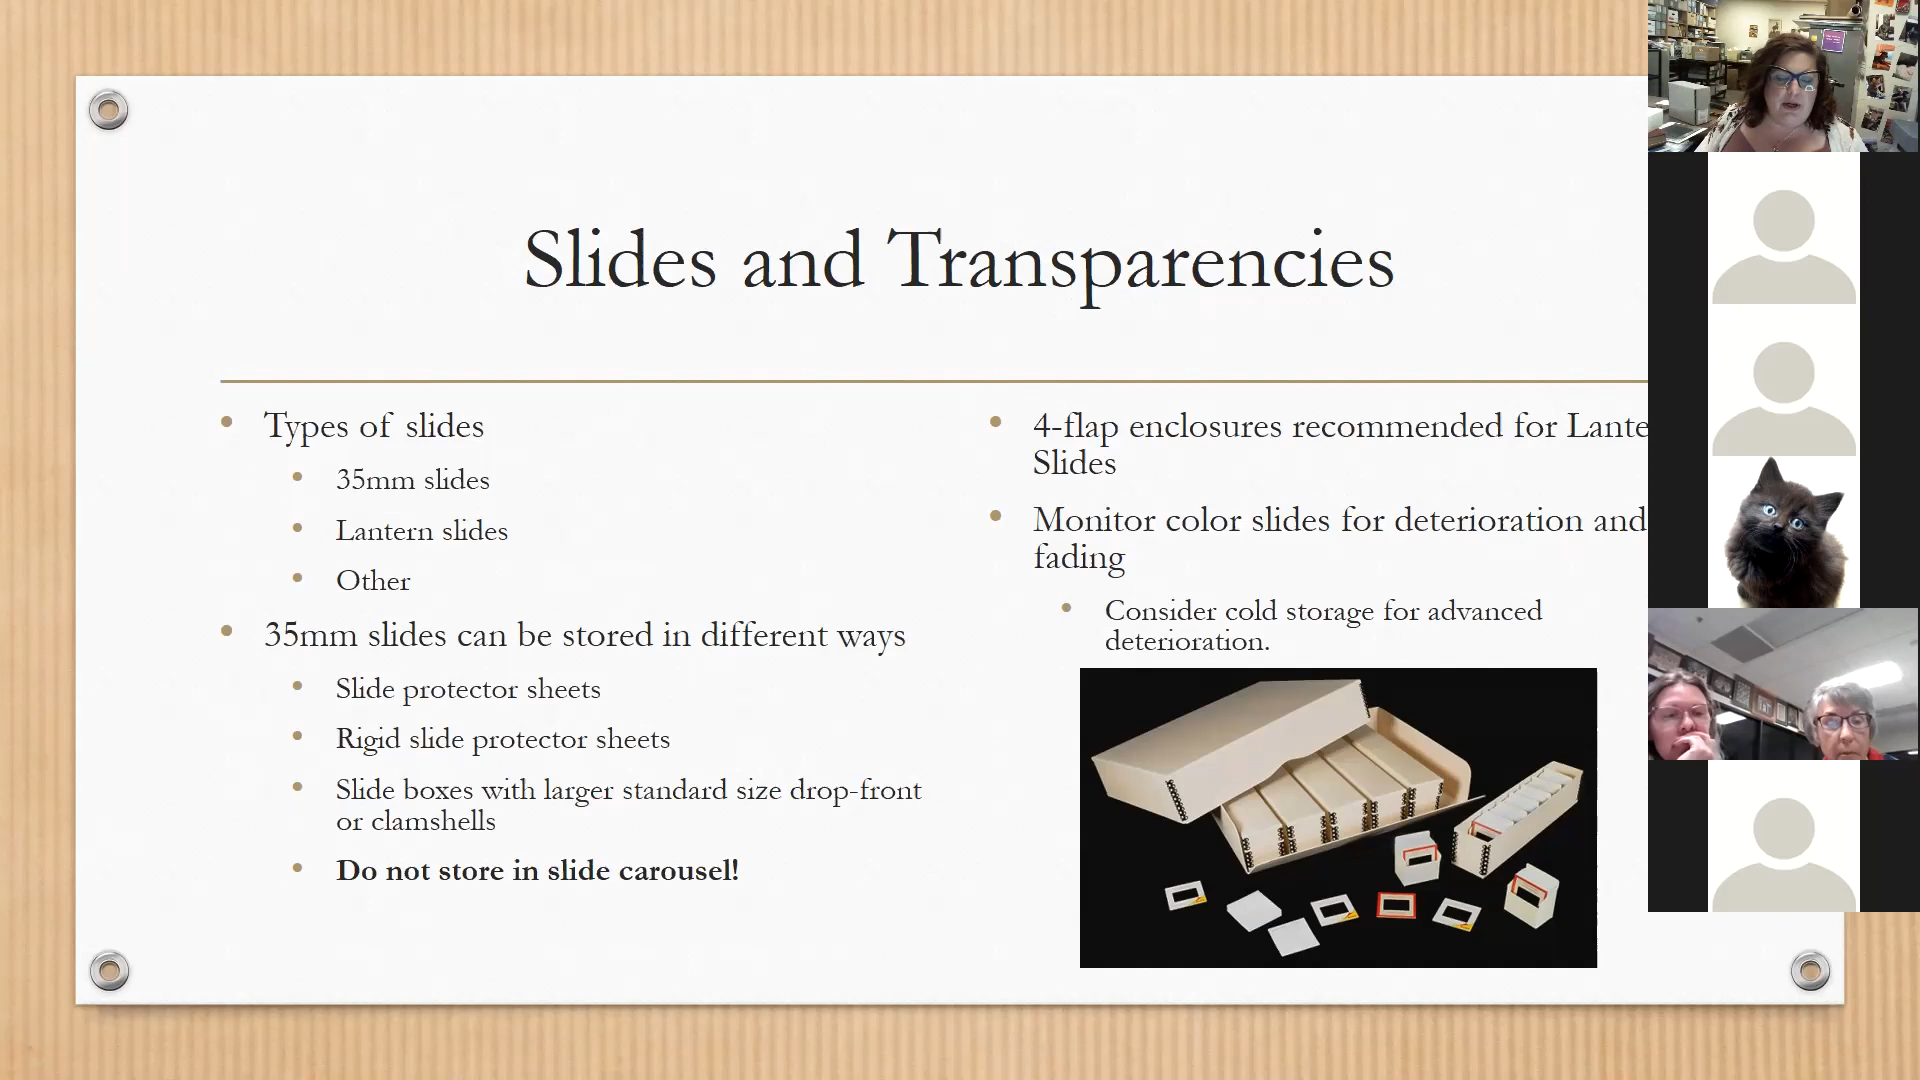 Slides and Transparencies
Types of slides
35mm slides
Lantern slides
Other
35mm slides can be stored in different ways
Slide protector sheets
Rigid slide protector sheets
Slide boxes with larger standard size drop-front
or clamshells
Do not store in slide carousel!
4-flap enclosures recommended for Lante
Slides
Monitor color slides for deterioration and
fading
Consider cold storage for advanced
deterioration.